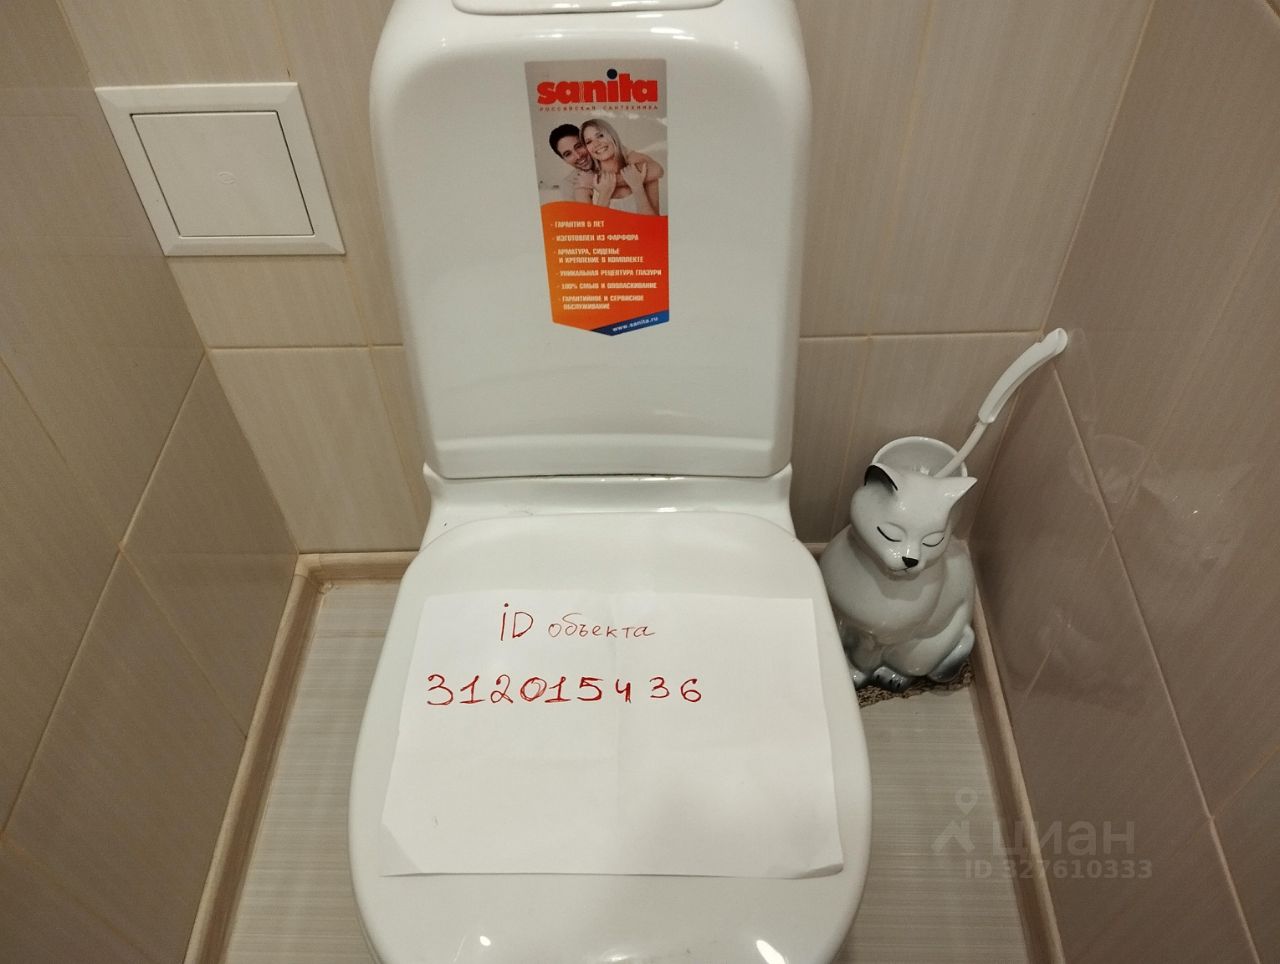 sanita
РОССИЙСКАЯ САНТЕХНИКА
· ГАРАНТИЯ 5 ЛЕТ
· ИЗГОТОВЛЕН ИЗ ФАРФОРА
· АРМАТУРА, СИДЕНЬЕ
И КРЕПЛЕНИЕ В КОМПЛЕКТЕ
· УНИКАЛЬНАЯ РЕЦЕПТУРА ГЛАЗУРИ
· 100% СМЫВ И ОПОЛАСКИВАНИЕ
· ГАРАНТИЙНОЕ И СЕРВИСНОЕ
ОБСЛУЖИВАНИЕ
www.sanita.ru
iD объекта
312015436
циан
ID 327610333